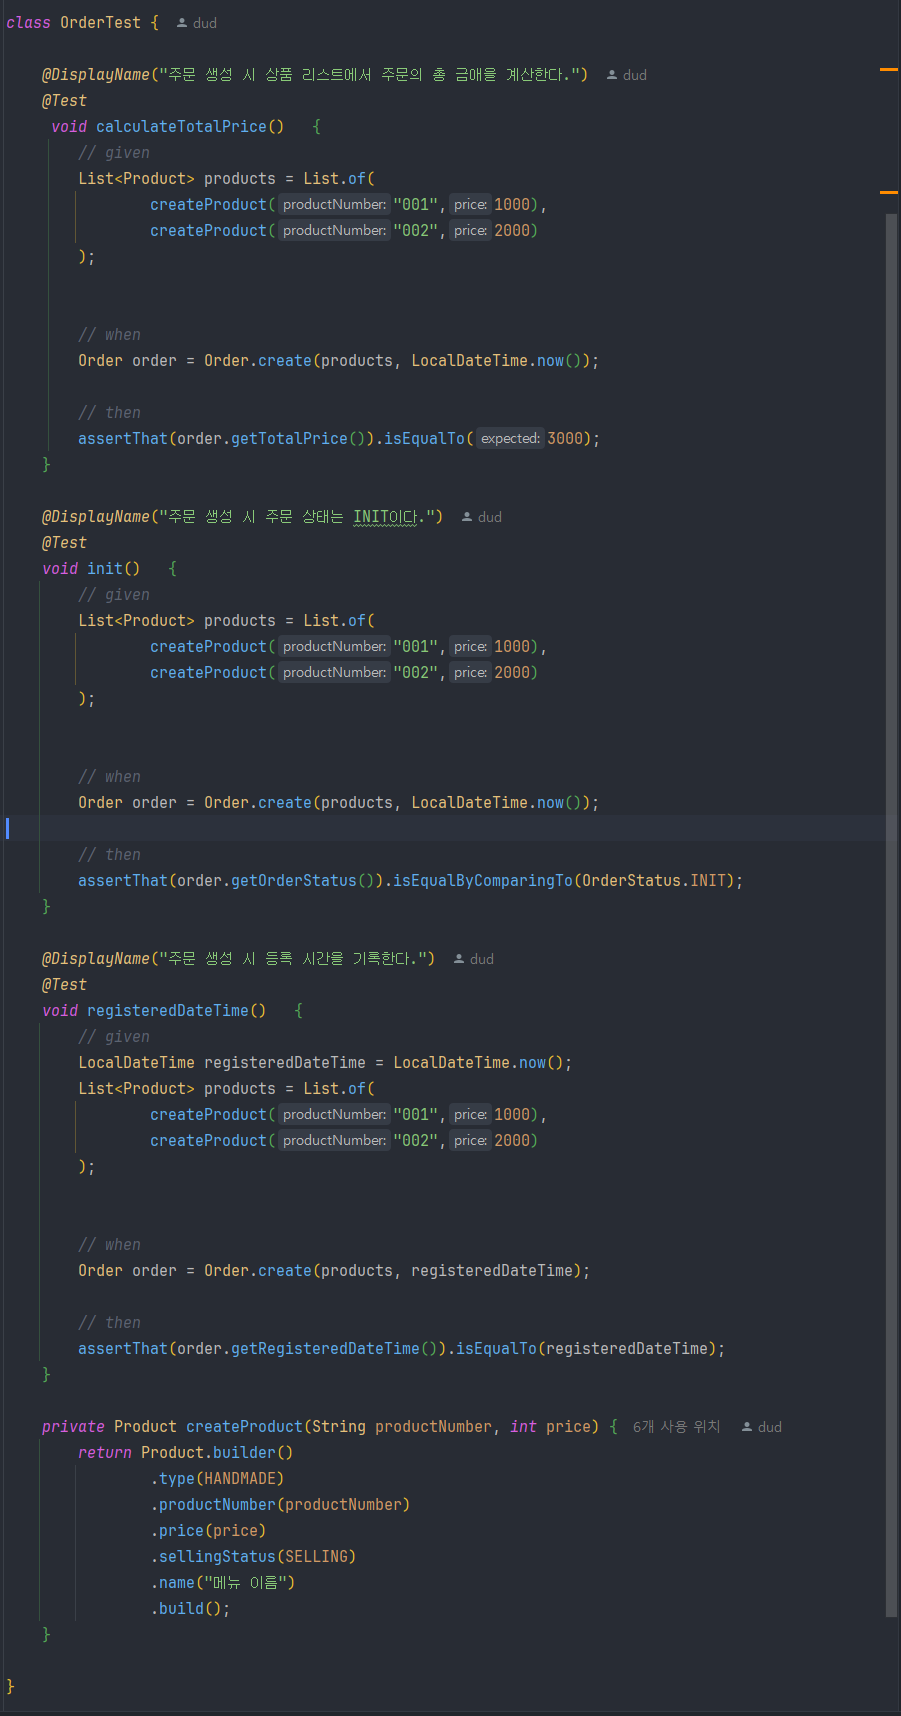 class OrderTest { dud
@DisplayName("주문 생성 시 상품 리스트에서 주문의 총 금애을 계산한다.") dud
@Test
void calculateTotalPrice() {
// given
List<Product> products = List.of(
createProduct( productNumber: "001", price: 1000),
createProduct( productNumber: "002", price: 2000)
);
// when
Order order = Order.create(products, LocalDateTime.now());
// then
assertThat(order.getTotalPrice()).isEqualTo( expected: 3000);
}
@DisplayName("주문 생성 시 주문 상태는 INIT이다.") dud
@Test
void init() {
// given
List<Product> products = List.of(
createProduct( productNumber: "001", price: 1000),
createProduct( productNumber: "002", price: 2000)
);
// when
Order order = Order.create(products, LocalDateTime.now());
// then
assertThat(order.getOrderStatus()).isEqualByComparingTo(OrderStatus.INIT);
}
@DisplayName("주문 생성 시 등록 시간을 기록한다.") dud
@Test
void registeredDateTime() {
// given
LocalDateTime registeredDateTime = LocalDateTime.now();
List<Product> products = List.of(
createProduct( productNumber: "001", price: 1000),
createProduct( productNumber: "002", price: 2000)
);
// when
Order order = Order.create(products, registeredDateTime);
// then
assertThat(order.getRegisteredDateTime()).isEqualTo(registeredDateTime);
}
private Product createProduct(String productNumber, int price) { 6개 사용 위치 dud
return Product.builder()
.type(HANDMADE)
.productNumber(productNumber)
.price(price)
.sellingStatus(SELLING)
.name("메뉴 이름")
.build();
}
}